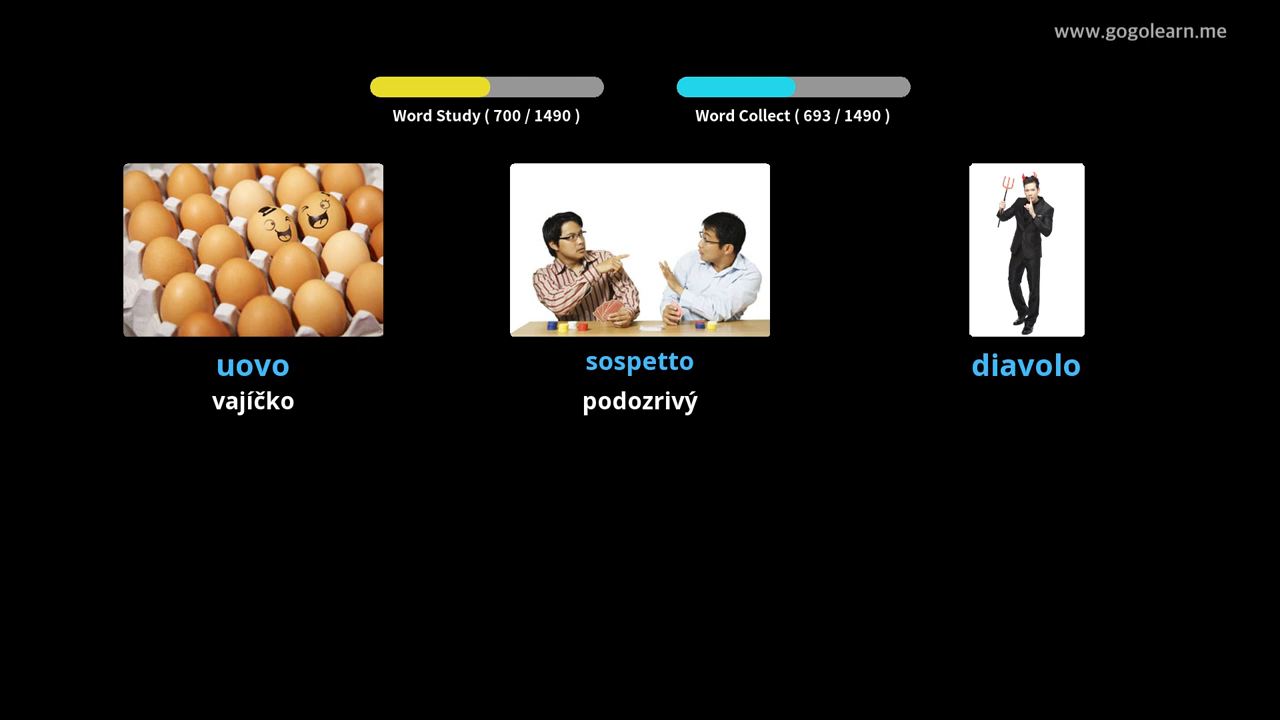 www.gogolearn.me
Word Study ( 700 / 1490 )
Word Collect ( 693 / 1490 )
uovo
vajíčko
sospetto
podozrivý
diavolo